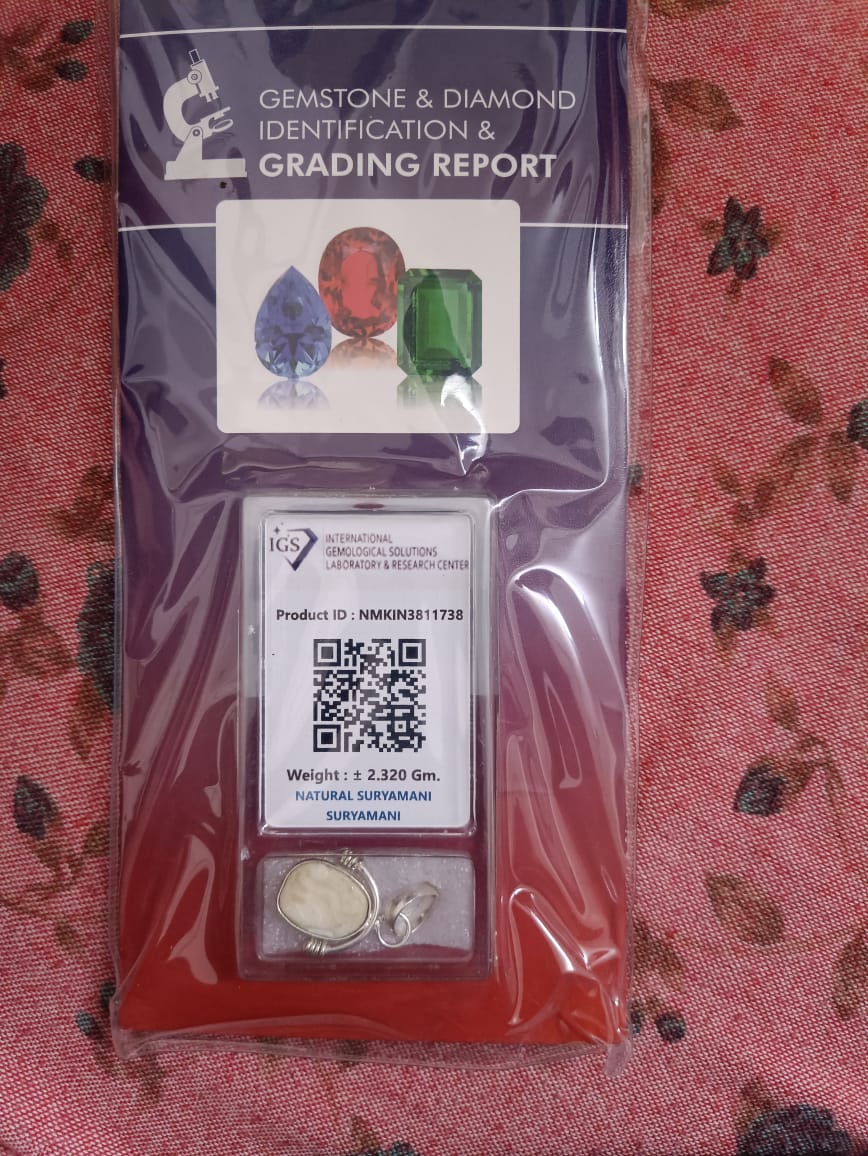 GEMSTONE & DIAMOND
IDENTIFICATION &
GRADING REPORT
IGS
INTERNATIONAL
GEMOLOGICAL SOLUTIONS
LABORATORY & RESEARCH CENTER
Product ID : NMKIN3811738
Weight : ± 2.320 Gm.
NATURAL SURYAMANI
SURYAMANI